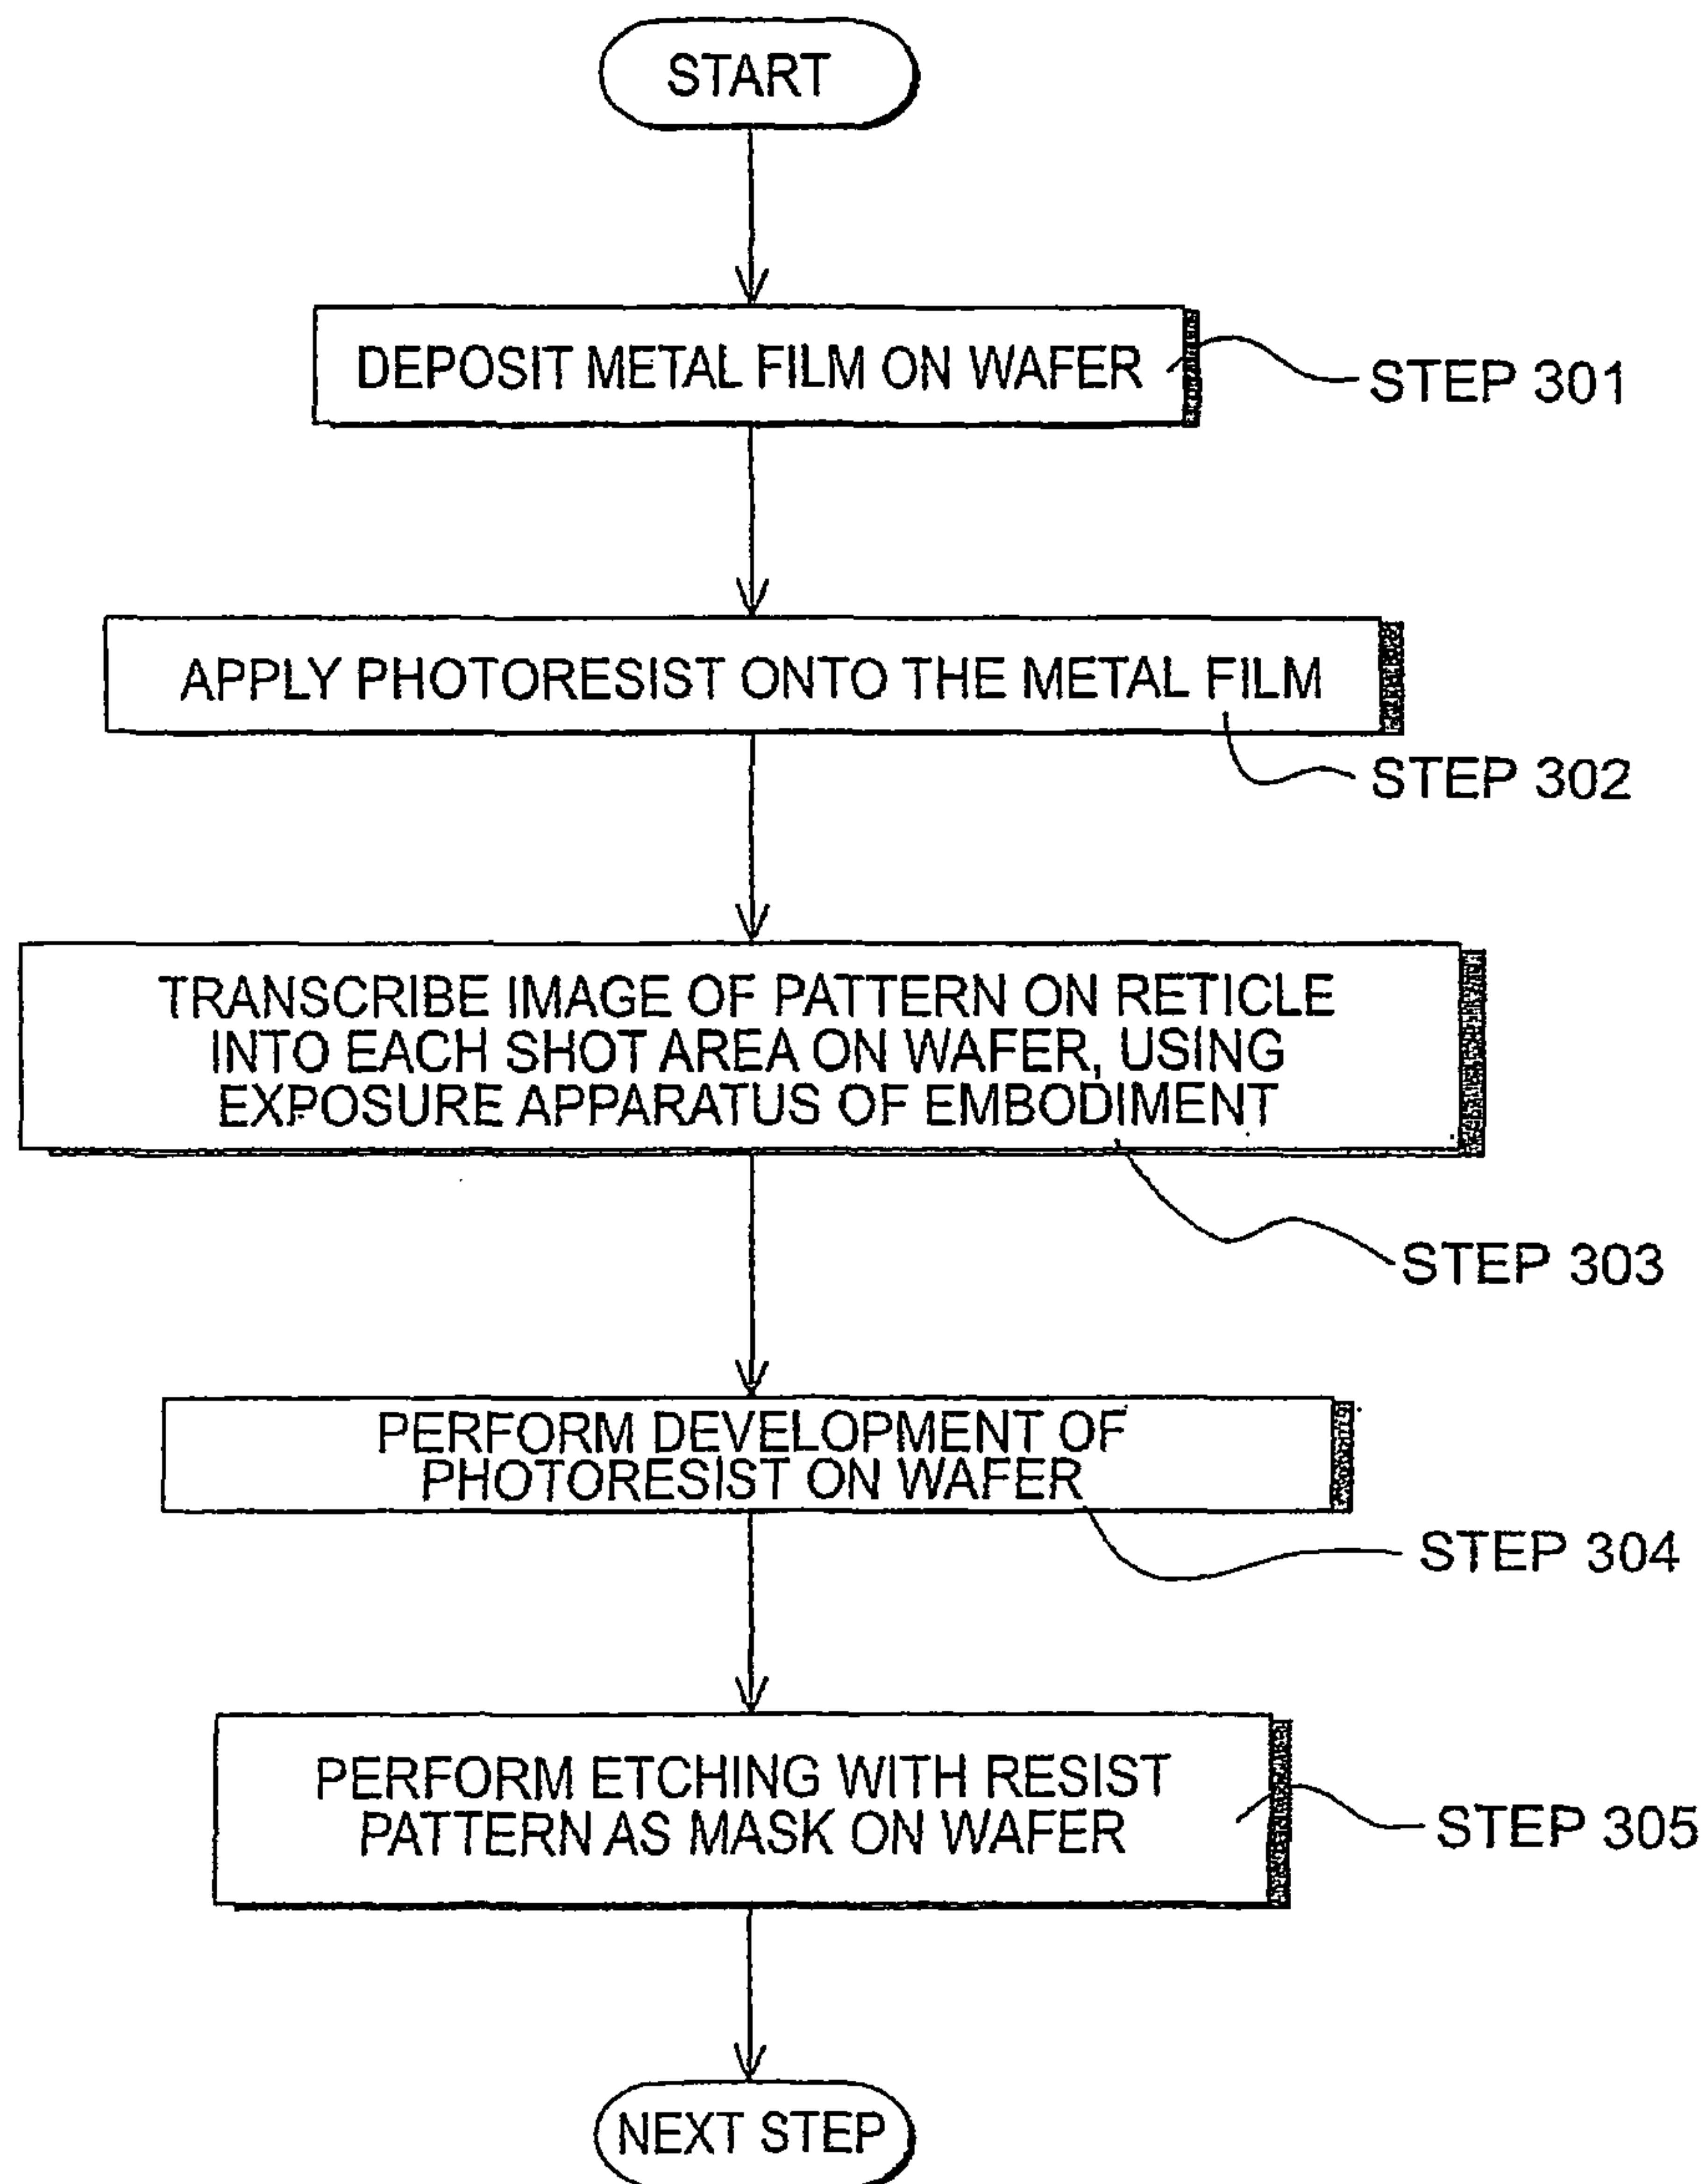 START
DEPOSIT METAL FILM ON WAFER
STEP 301
APPLY PHOTORESIST ONTO THE METAL FILM
STEP 302
TRANSCRIBE IMAGE OF PATTERN ON RETICLE
INTO EACH SHOT AREA ON WAFER, USING
EXPOSURE APPARATUS OF EMBODIMENT
STEP 303
PERFORM DEVELOPMENT OF
PHOTORESIST ON WAFER
STEP 304
PERFORM ETCHING WITH RESIST
PATTERN AS MASK ON WAFER
STEP 305
NEXT STEP